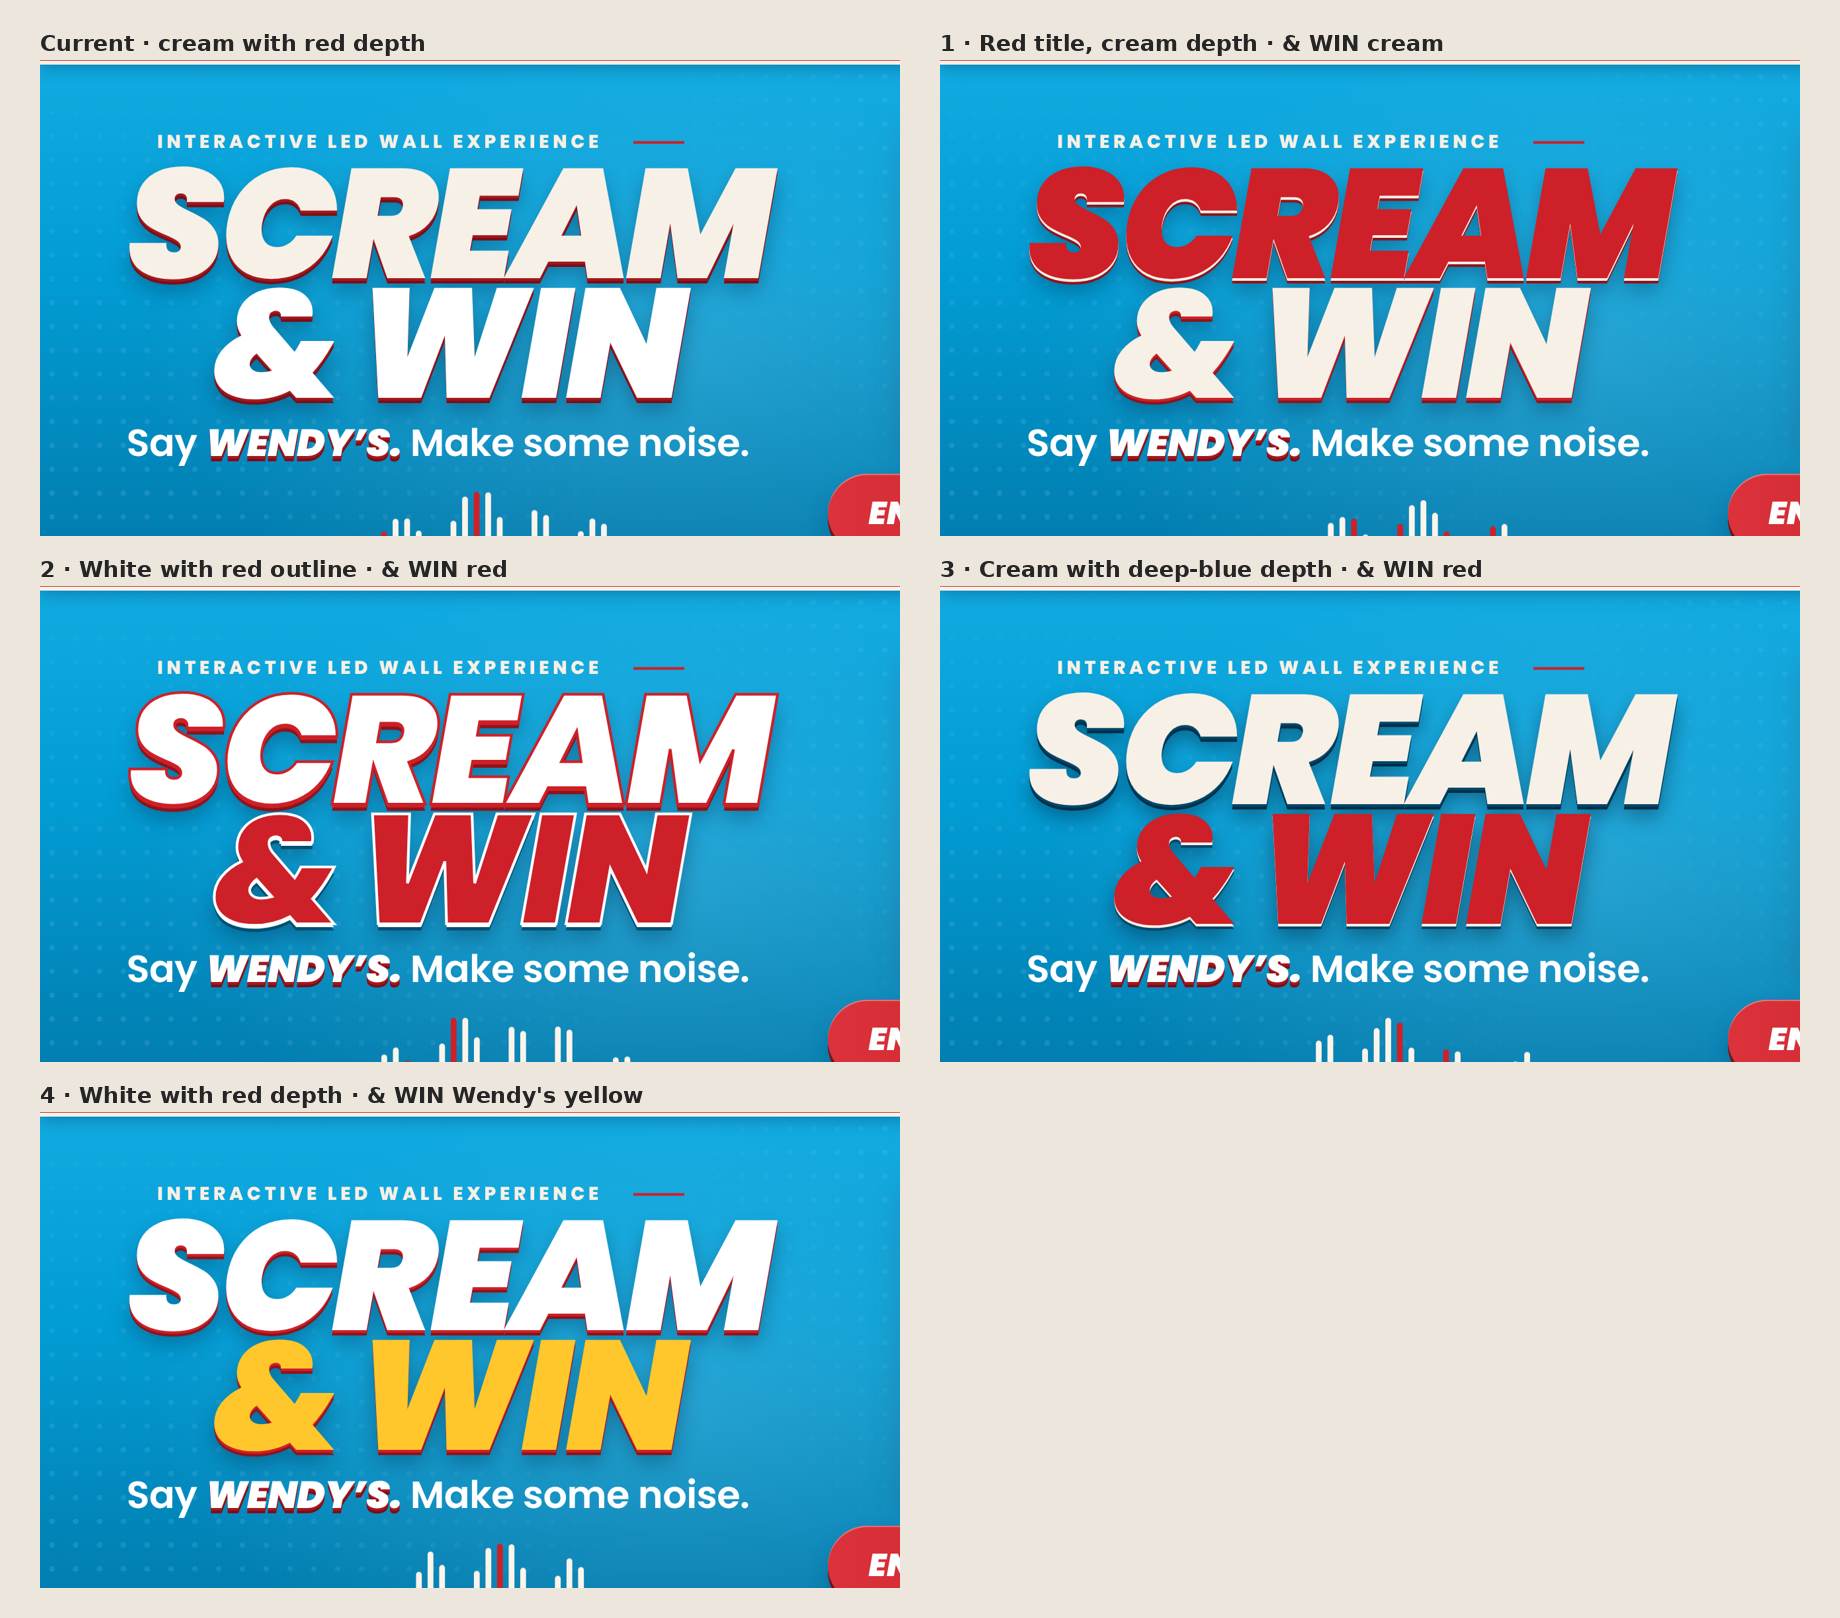 Current · cream with red depth
INTERACTIVE LED WALL EXPERIENCE
SCREAM
& WIN
Say WENDY'S. Make some noise.
1 · Red title, cream depth · & WIN cream
INTERACTIVE LED WALL EXPERIENCE
SCREAM
& WIN
Say WENDY'S. Make some noise.
2 · White with red outline · & WIN red
INTERACTIVE LED WALL EXPERIENCE
SCREAM
& WIN
Say WENDY'S. Make some noise.
3 · Cream with deep-blue depth · & WIN red
INTERACTIVE LED WALL EXPERIENCE
SCREAM
& WIN
Say WENDY'S. Make some noise.
4 · White with red depth · & WIN Wendy's yellow
INTERACTIVE LED WALL EXPERIENCE
SCREAM
& WIN
Say WENDY'S. Make some noise.